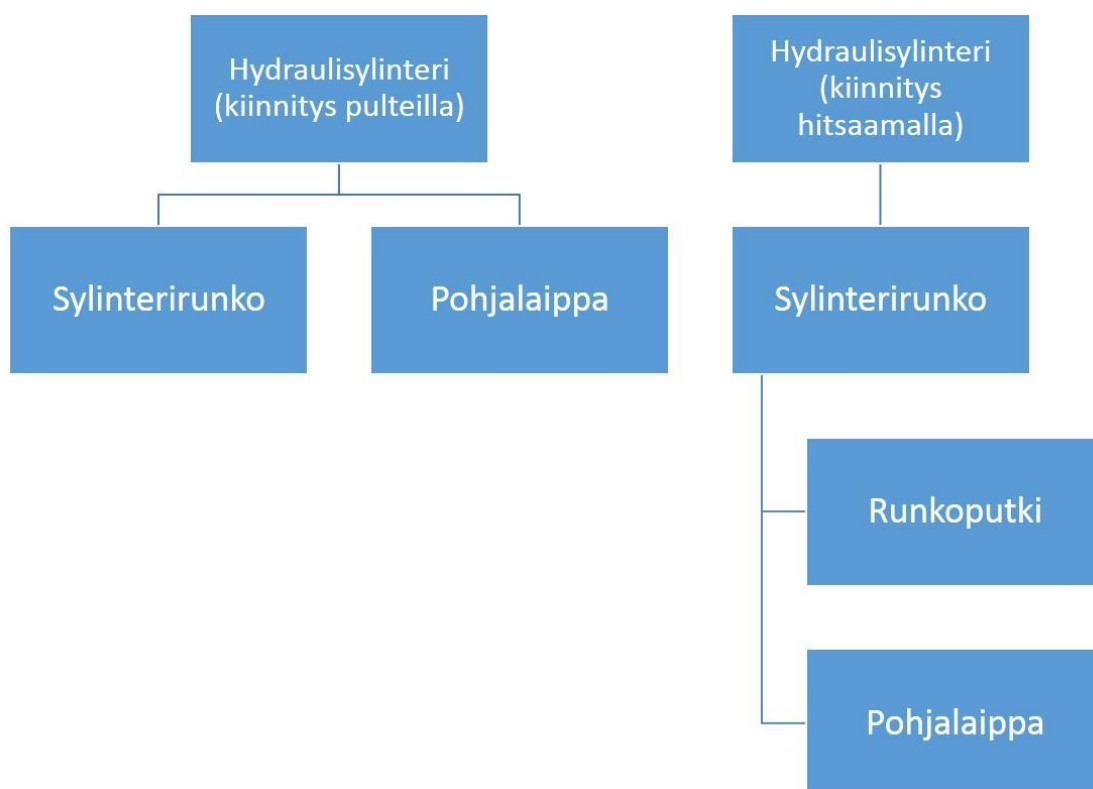 Hydraulisylinteri
(kiinnitys pulteilla)
Hydraulisylinteri
(kiinnitys
hitsaamalla)
Sylinterirunko
Pohjalaippa
Sylinterirunko
Runkoputki
Pohjalaippa